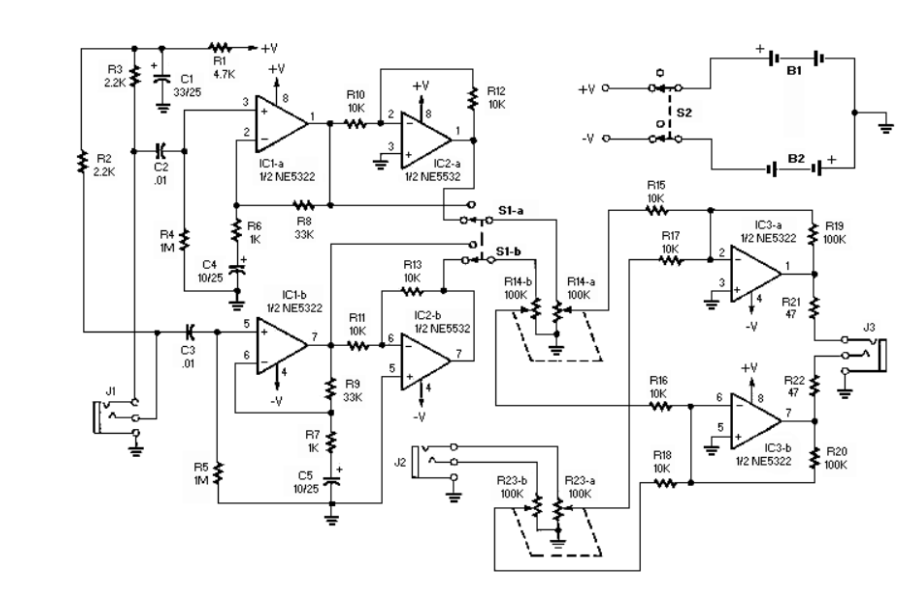 R3
2.2K
C1
33/25
R1
4.7K
+V
+V
8
3
+
2
−
1
IC1-a
1/2 NE5322
R10
10K
+V
8
2
−
3
+
1
IC2-a
1/2 NE5532
R12
10K
+V
-V
S2
B1
B2
R2
2.2K
C2
.01
R4
1M
R6
1K
R8
33K
C4
10/25
S1-a
S1-b
R13
10K
R14-b
100K
R14-a
100K
R15
10K
R17
10K
IC3-a
1/2 NE5322
2
−
3
+
1
4
-V
R19
100K
R21
47
J3
IC1-b
1/2 NE5322
5
+
6
−
7
4
-V
C3
.01
R11
10K
IC2-b
1/2 NE5532
6
−
5
+
7
4
-V
R9
33K
R7
1K
C5
10/25
R5
1M
J1
J2
R16
10K
R18
10K
+V
8
6
−
5
+
7
IC3-b
1/2 NE5322
R22
47
R20
100K
R23-b
100K
R23-a
100K